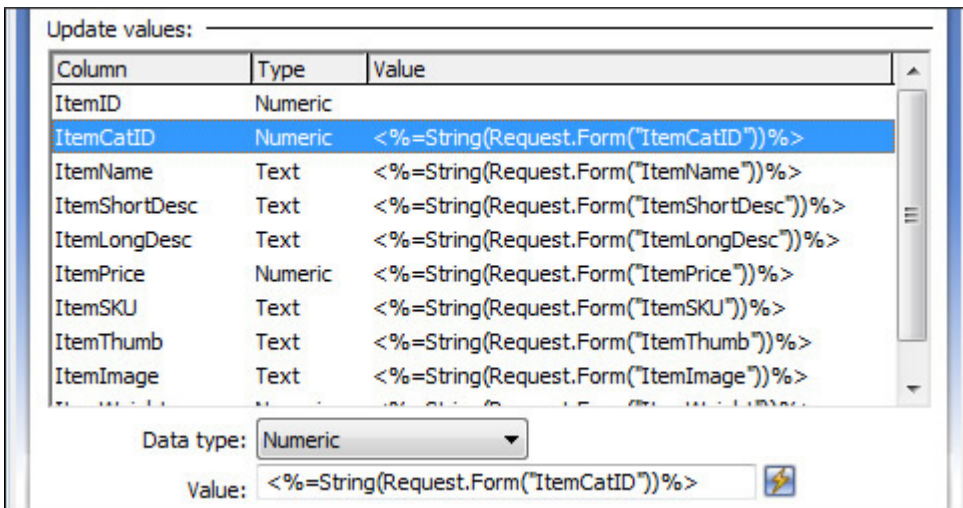 Update values:
Column Type Value
ItemID Numeric
ItemCatID Numeric <%=String(Request.Form("ItemCatID"))%>
ItemName Text <%=String(Request.Form("ItemName"))%>
ItemShortDesc Text <%=String(Request.Form("ItemShortDesc"))%>
ItemLongDesc Text <%=String(Request.Form("ItemLongDesc"))%>
ItemPrice Numeric <%=String(Request.Form("ItemPrice"))%>
ItemSKU Text <%=String(Request.Form("ItemSKU"))%>
ItemThumb Text <%=String(Request.Form("ItemThumb"))%>
ItemImage Text <%=String(Request.Form("ItemImage"))%>
Data type: Numeric
Value: <%=String(Request.Form("ItemCatID"))%>